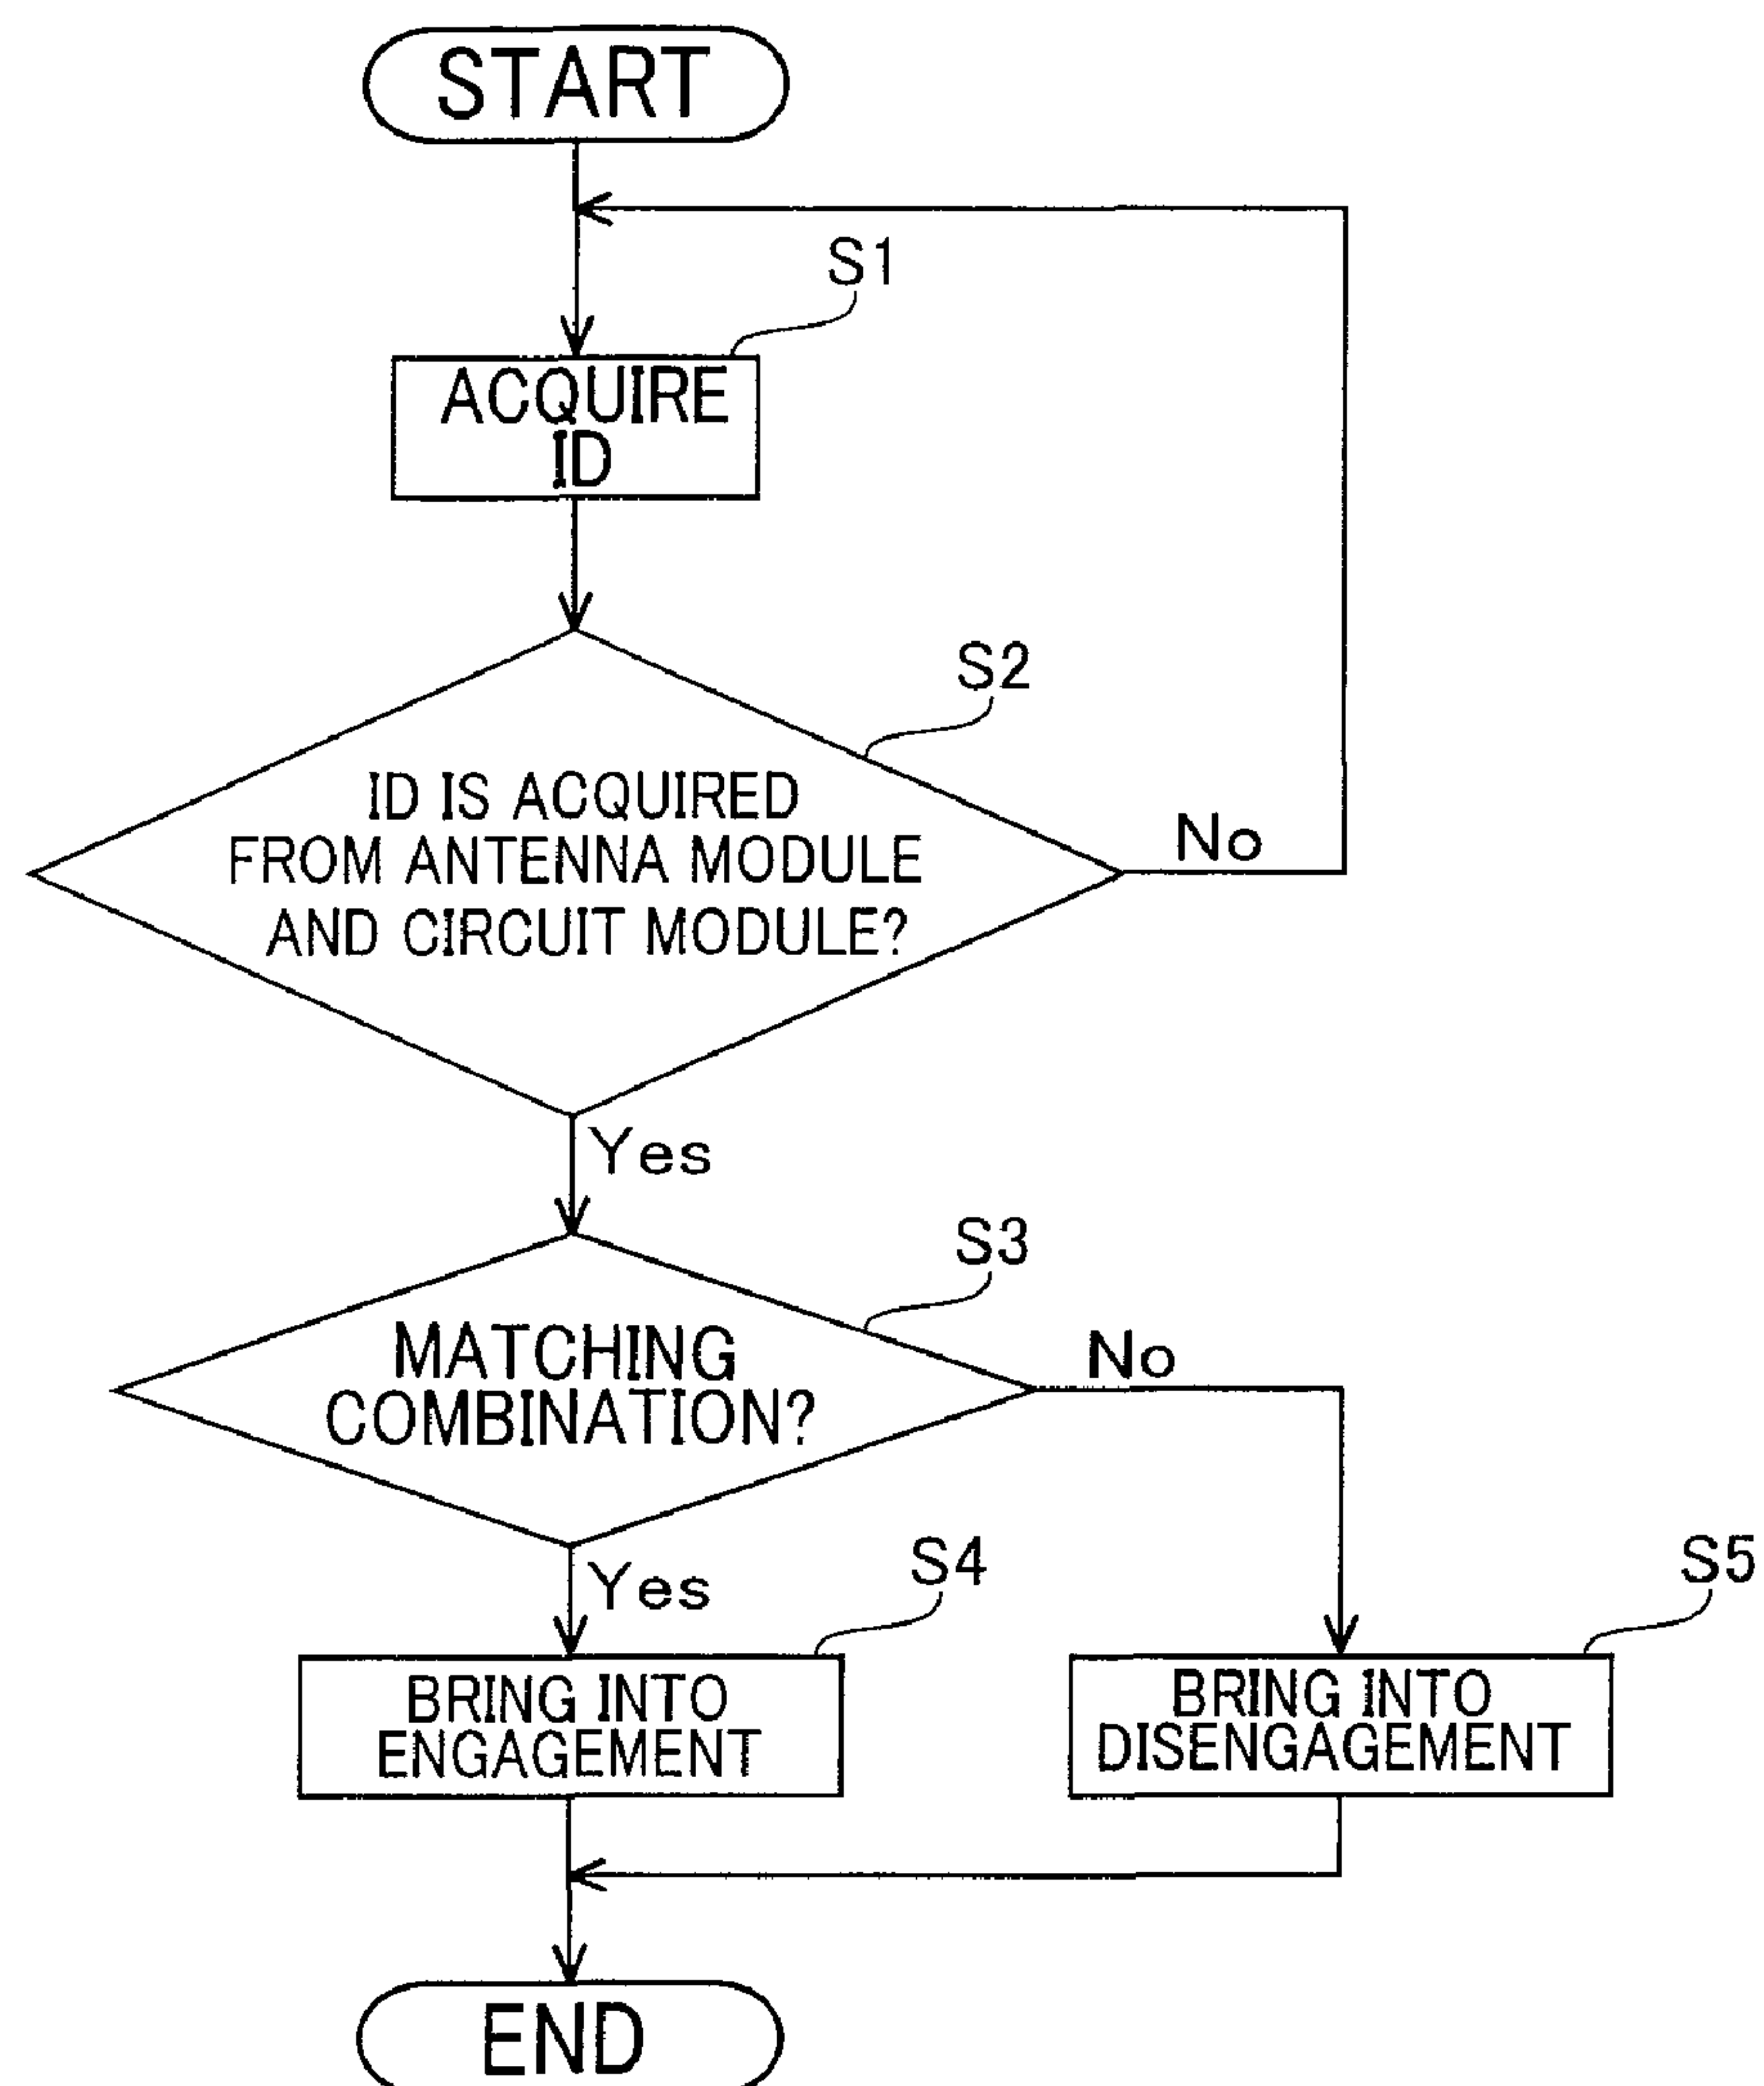 START
S1
ACQUIRE
ID
S2
ID IS ACQUIRED
FROM ANTENNA MODULE
AND CIRCUIT MODULE?
No
Yes
S3
MATCHING
COMBINATION?
No
Yes
S4
S5
BRING INTO
ENGAGEMENT
BRING INTO
DISENGAGEMENT
END